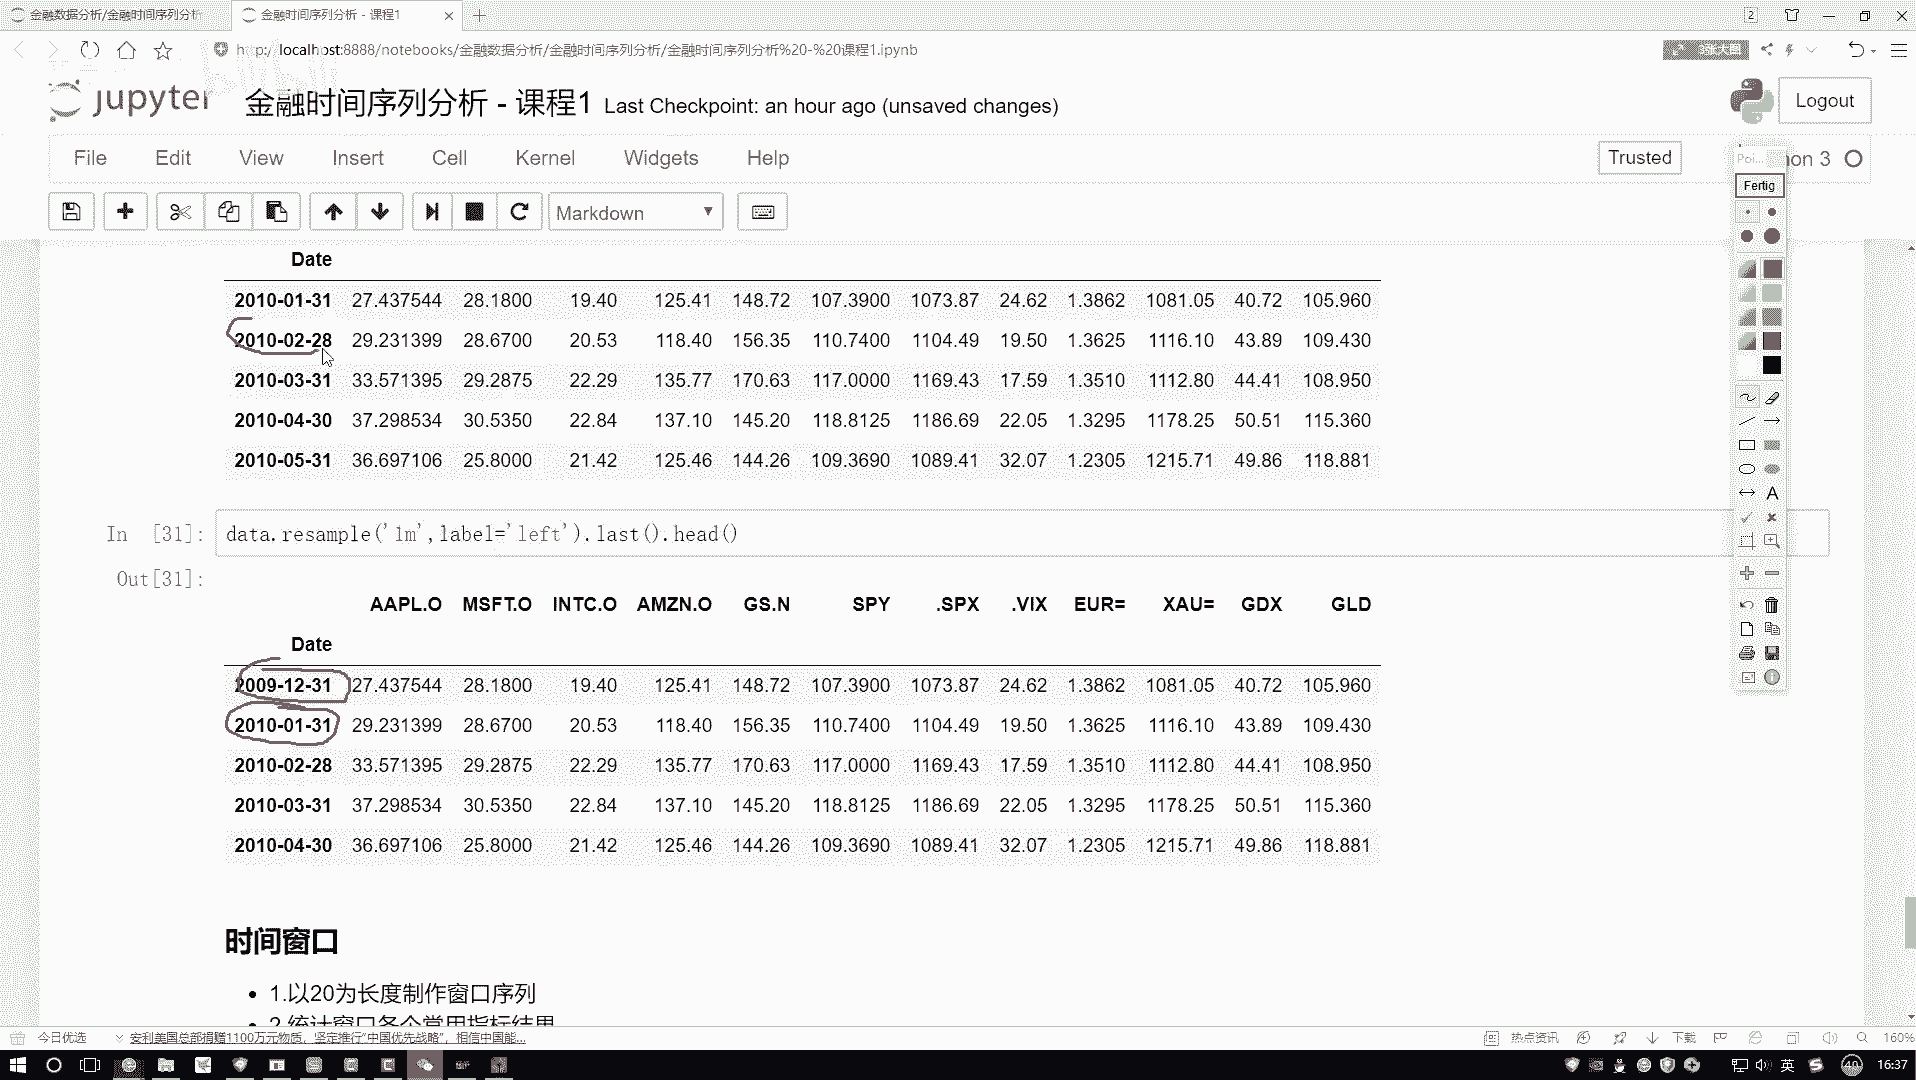 金融数据分析/金融时间序列分析
金融时间序列分析 - 课程1
2
http://localhost:8888/notebooks/金融数据分析/金融时间序列分析/金融时间序列分析%20-%20课程1.ipynb
jupyter 金融时间序列分析 - 课程1 Last Checkpoint: an hour ago (unsaved changes)
Logout
File Edit View Insert Cell Kernel Widgets Help
Trusted
on 3
Poi...
Fertig
Markdown
Date
2010-01-31 27.437544 28.1800 19.40 125.41 148.72 107.3900 1073.87 24.62 1.3862 1081.05 40.72 105.960
2010-02-28 29.231399 28.6700 20.53 118.40 156.35 110.7400 1104.49 19.50 1.3625 1116.10 43.89 109.430
2010-03-31 33.571395 29.2875 22.29 135.77 170.63 117.0000 1169.43 17.59 1.3510 1112.80 44.41 108.950
2010-04-30 37.298534 30.5350 22.84 137.10 145.20 118.8125 1186.69 22.05 1.3295 1178.25 50.51 115.360
2010-05-31 36.697106 25.8000 21.42 125.46 144.26 109.3690 1089.41 32.07 1.2305 1215.71 49.86 118.881
In [31]: data.resample('1m',label='left').last().head()
Out[31]:
AAPL.O MSFT.O INTC.O AMZN.O GS.N SPY .SPX .VIX EUR= XAU= GDX GLD
Date
2009-12-31 27.437544 28.1800 19.40 125.41 148.72 107.3900 1073.87 24.62 1.3862 1081.05 40.72 105.960
2010-01-31 29.231399 28.6700 20.53 118.40 156.35 110.7400 1104.49 19.50 1.3625 1116.10 43.89 109.430
2010-02-28 33.571395 29.2875 22.29 135.77 170.63 117.0000 1169.43 17.59 1.3510 1112.80 44.41 108.950
2010-03-31 37.298534 30.5350 22.84 137.10 145.20 118.8125 1186.69 22.05 1.3295 1178.25 50.51 115.360
2010-04-30 36.697106 25.8000 21.42 125.46 144.26 109.3690 1089.41 32.07 1.2305 1215.71 49.86 118.881
时间窗口
1.以20为长度制作窗口序列
2.统计窗口各个常用指标结果
今日优选 安利美国总部捐赠1100万元物质，坚定推行“中国优先战略”，相信中国能...
热点资讯 下载 160%
英 40 16:37